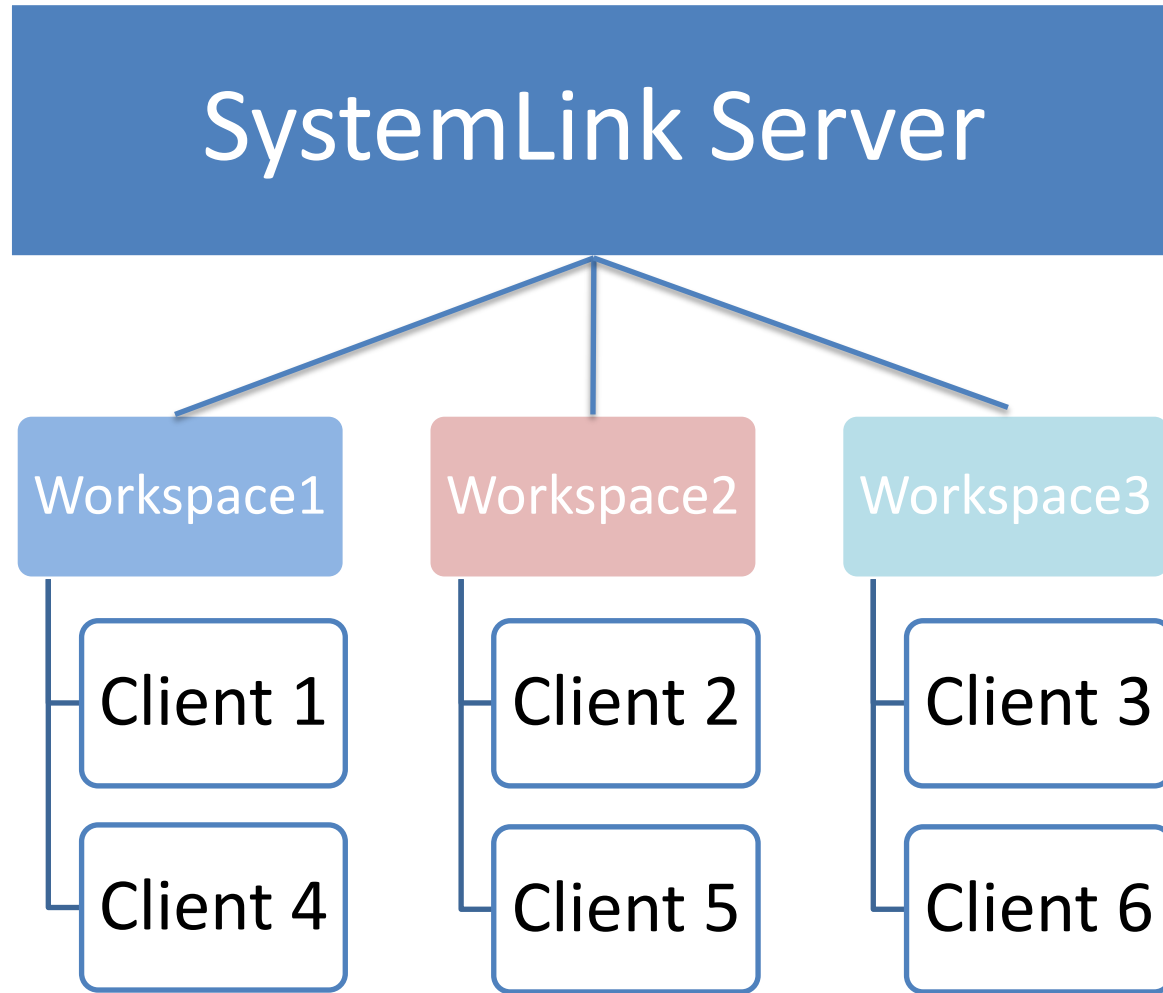 SystemLink Server
Workspace1
Workspace2
Workspace3
Client 1
Client 2
Client 3
Client 4
Client 5
Client 6